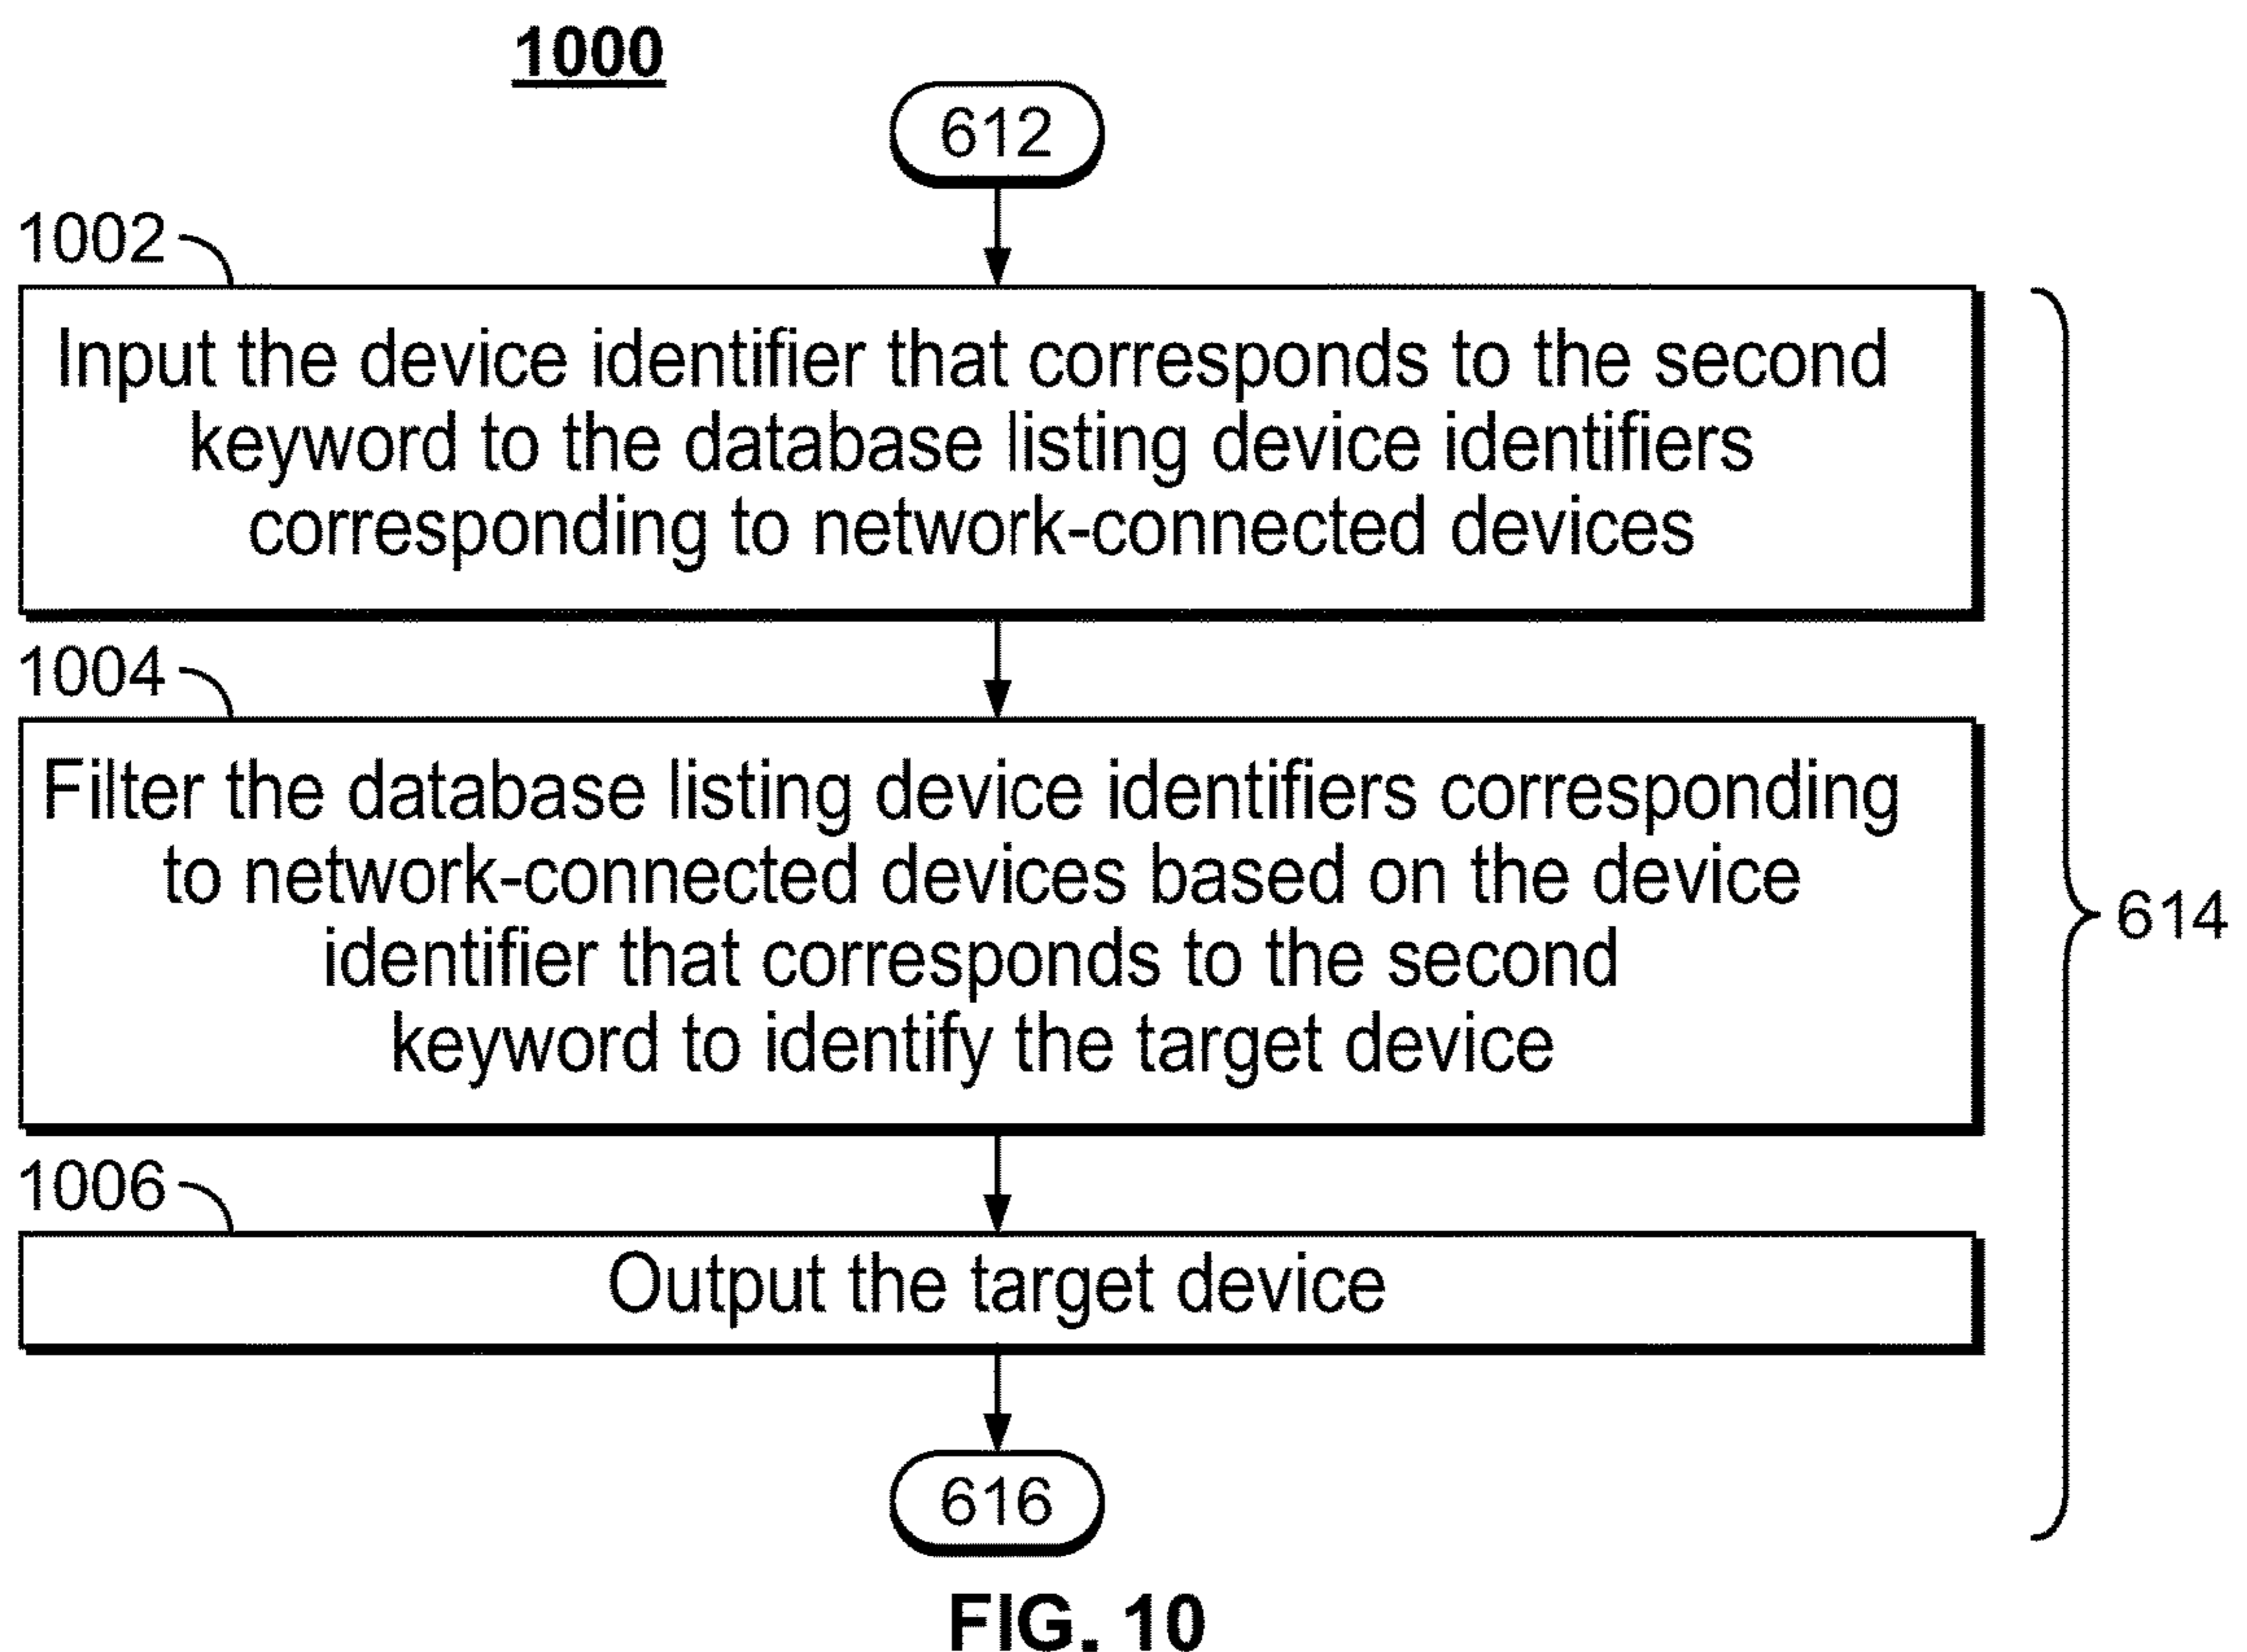 1000
612
1002
Input the device identifier that corresponds to the second
keyword to the database listing device identifiers
corresponding to network-connected devices
1004
Filter the database listing device identifiers corresponding
to network-connected devices based on the device
identifier that corresponds to the second
keyword to identify the target device
614
1006
Output the target device
616
FIG. 10